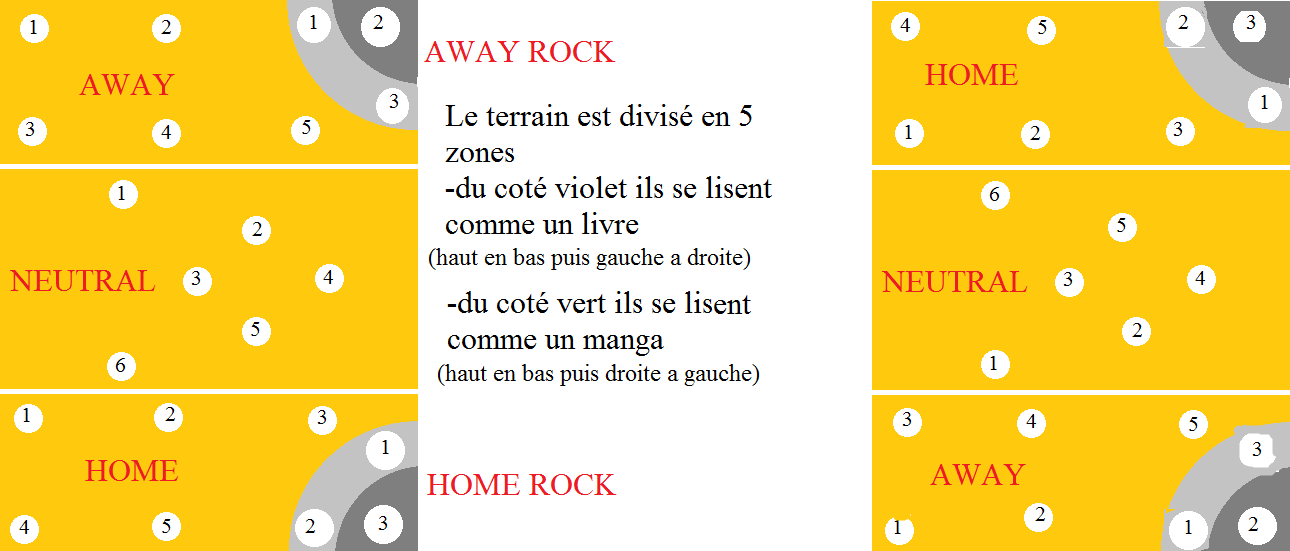 1 2 1 2
AWAY
3 4 5 3
1
2
NEUTRAL 3 4
5
6
1 2 3 1
HOME
4 5 2 3
AWAY ROCK
Le terrain est divisé en 5
zones
-du coté violet ils se lisent
comme un livre
(haut en bas puis gauche a droite)
-du coté vert ils se lisent
comme un manga
(haut en bas puis droite a gauche)
HOME ROCK
4 5 2 3
HOME
1 2 3 1
6
5
NEUTRAL 3 4
2
1
3 4 5 3
AWAY
1 2 1 2